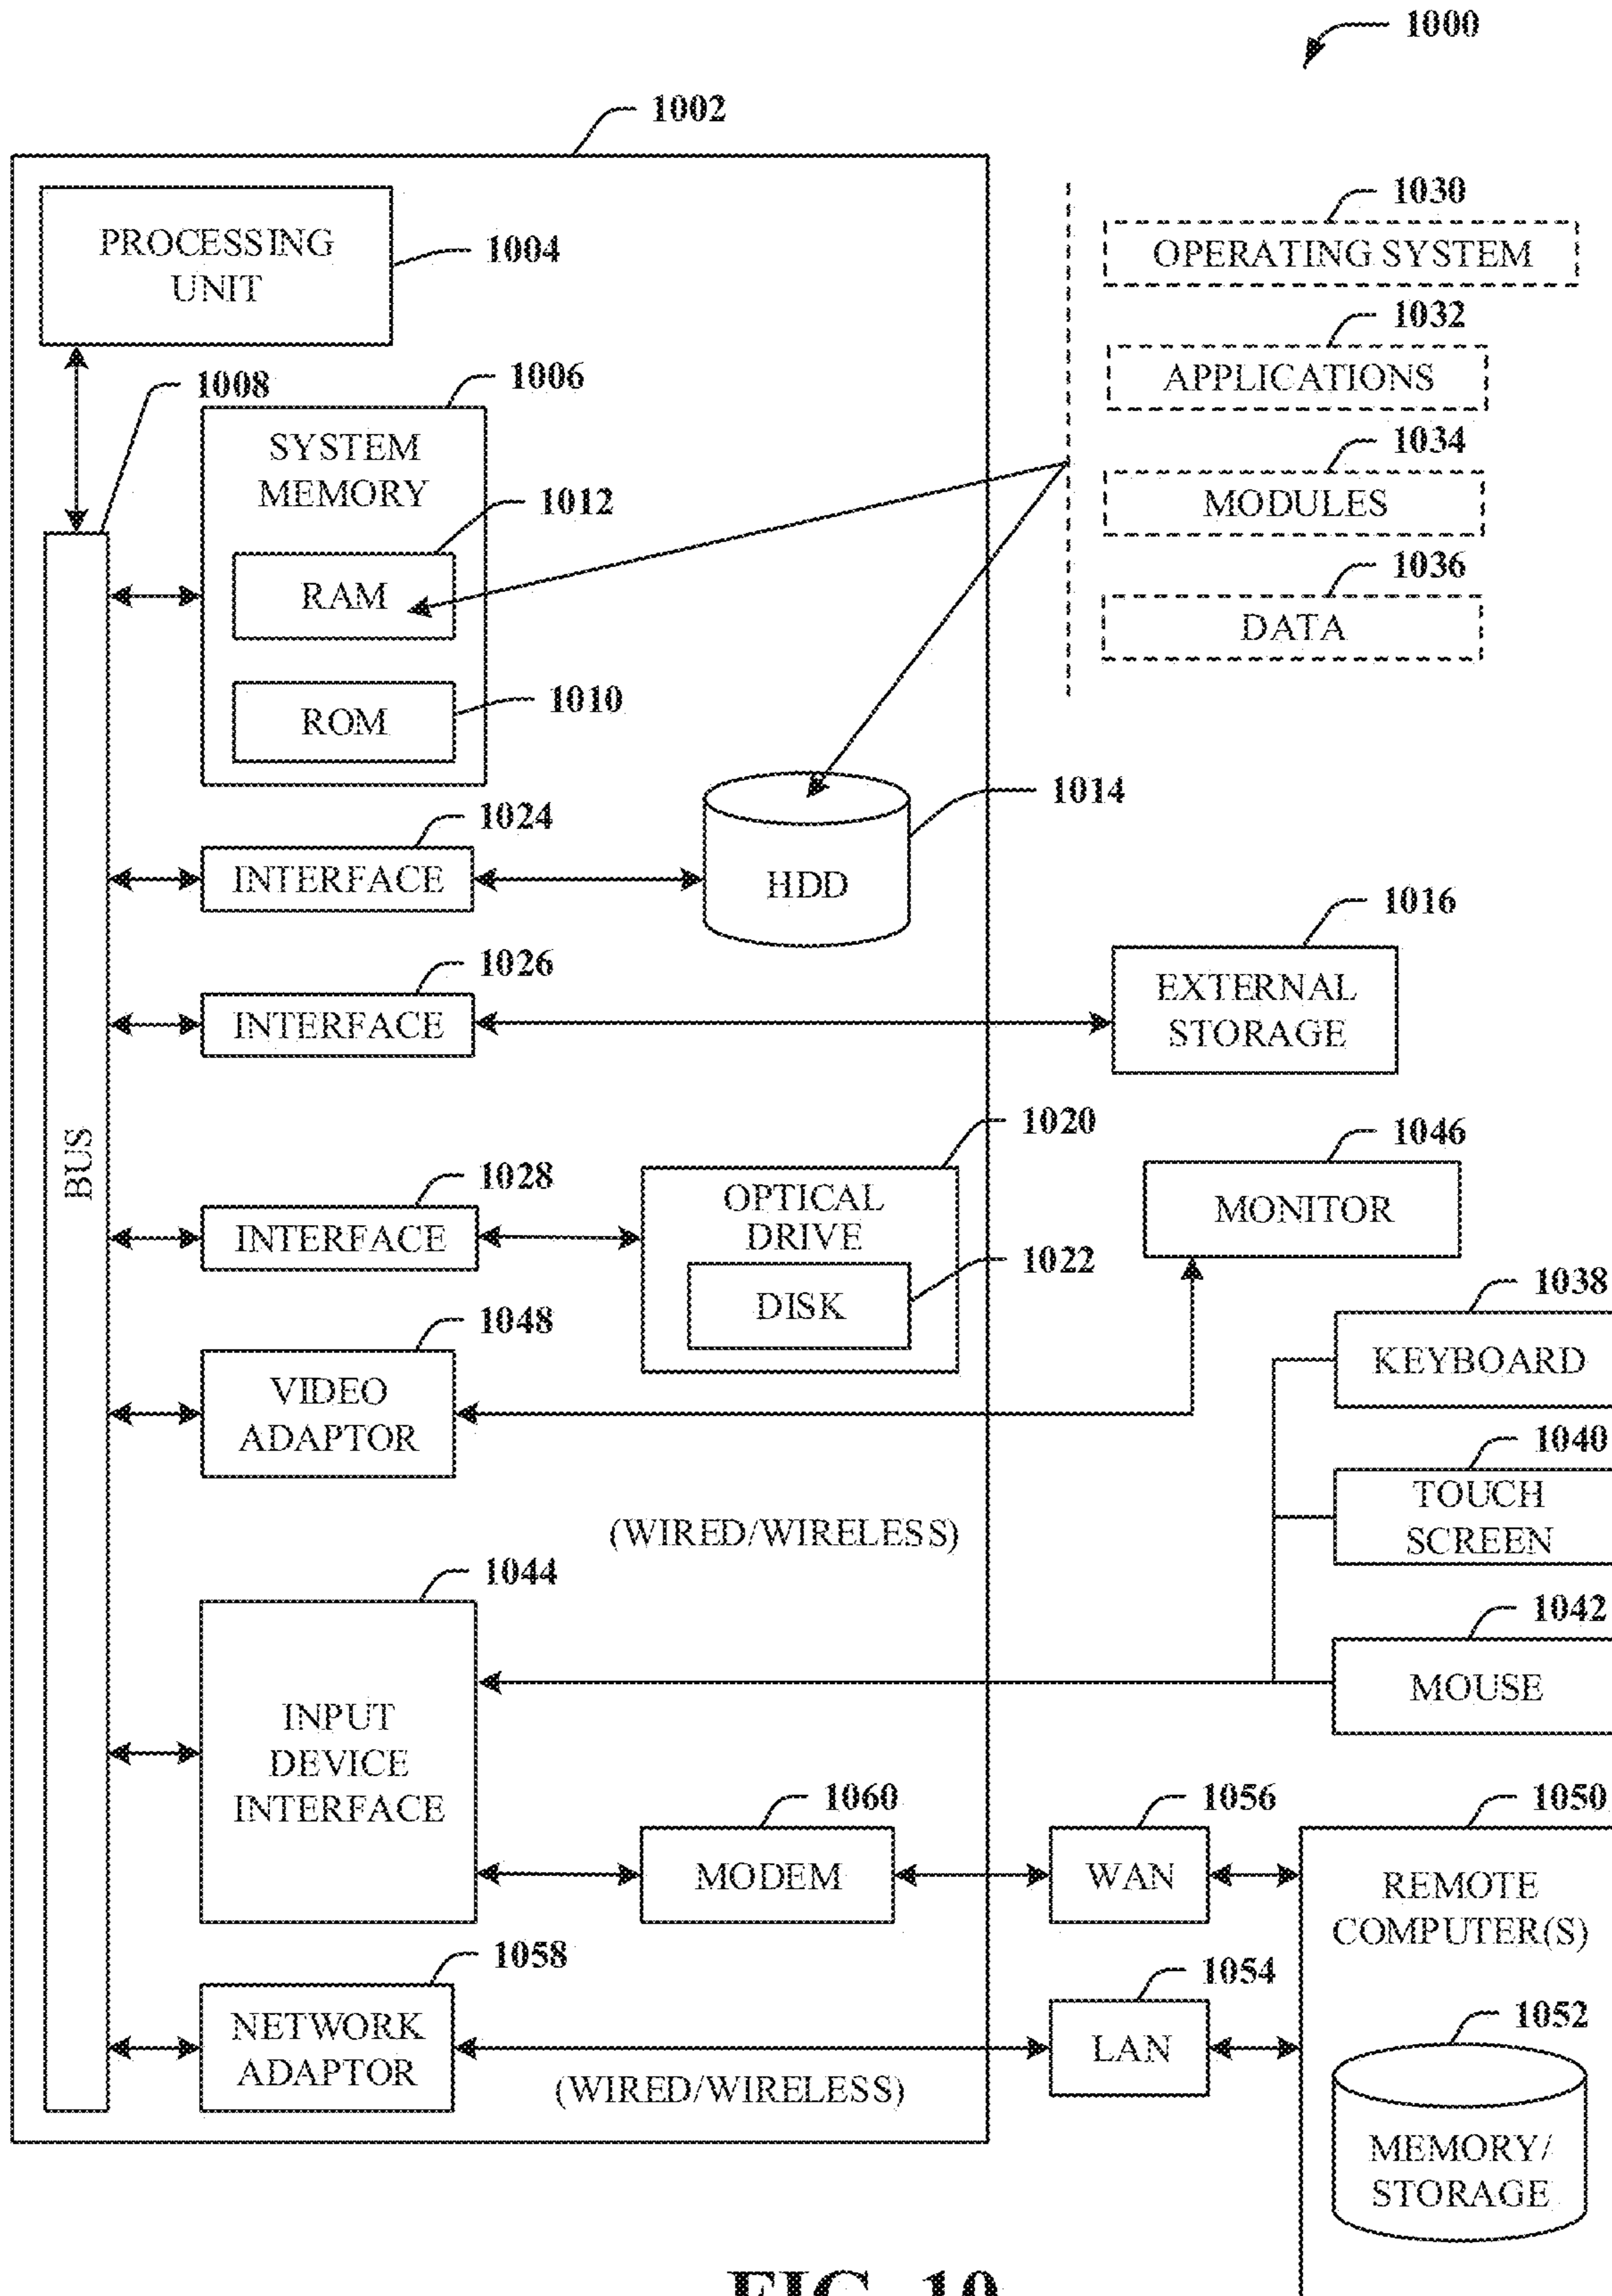 1000
1002
PROCESSING
UNIT
1004
1030
OPERATING SYSTEM
1032
APPLICATIONS
1034
MODULES
1036
DATA
1008
1006
SYSTEM
MEMORY
1012
RAM
1010
ROM
1014
HDD
1024
INTERFACE
1016
EXTERNAL
STORAGE
1026
INTERFACE
BUS
1020
OPTICAL
DRIVE
1022
DISK
1028
INTERFACE
1046
MONITOR
1048
VIDEO
ADAPTOR
1038
KEYBOARD
1040
TOUCH
SCREEN
(WIRED/WIRELESS)
1042
MOUSE
1044
INPUT
DEVICE
INTERFACE
1060
MODEM
1056
WAN
1050
REMOTE
COMPUTER(S)
1058
NETWORK
ADAPTOR
(WIRED/WIRELESS)
1054
LAN
1052
MEMORY/
STORAGE
FIG. 10